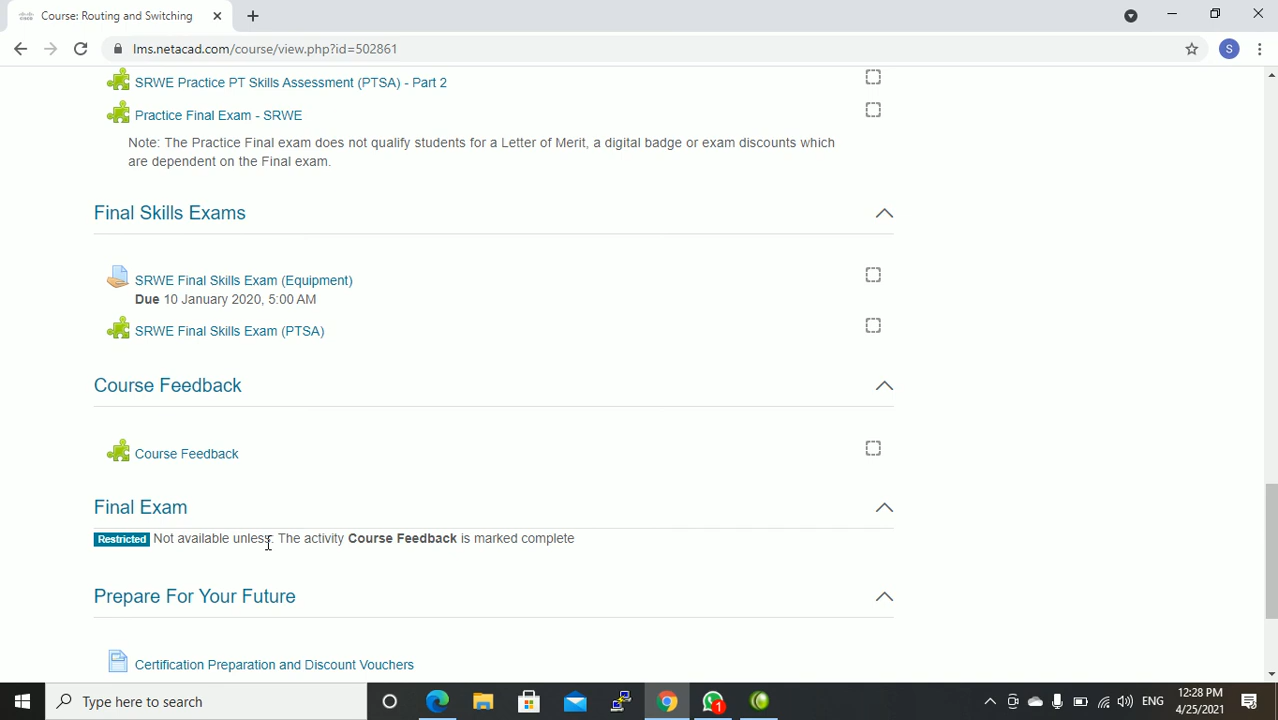 Course: Routing and Switching
lms.netacad.com/course/view.php?id=502861
S
SRWE Practice PT Skills Assessment (PTSA) - Part 2
Practice Final Exam - SRWE
Note: The Practice Final exam does not qualify students for a Letter of Merit, a digital badge or exam discounts which
are dependent on the Final exam.
Final Skills Exams
SRWE Final Skills Exam (Equipment)
Due 10 January 2020, 5:00 AM
SRWE Final Skills Exam (PTSA)
Course Feedback
Course Feedback
Final Exam
Restricted Not available unless: The activity Course Feedback is marked complete
Prepare For Your Future
Certification Preparation and Discount Vouchers
Type here to search
1
ENG
12:28 PM
4/25/2021